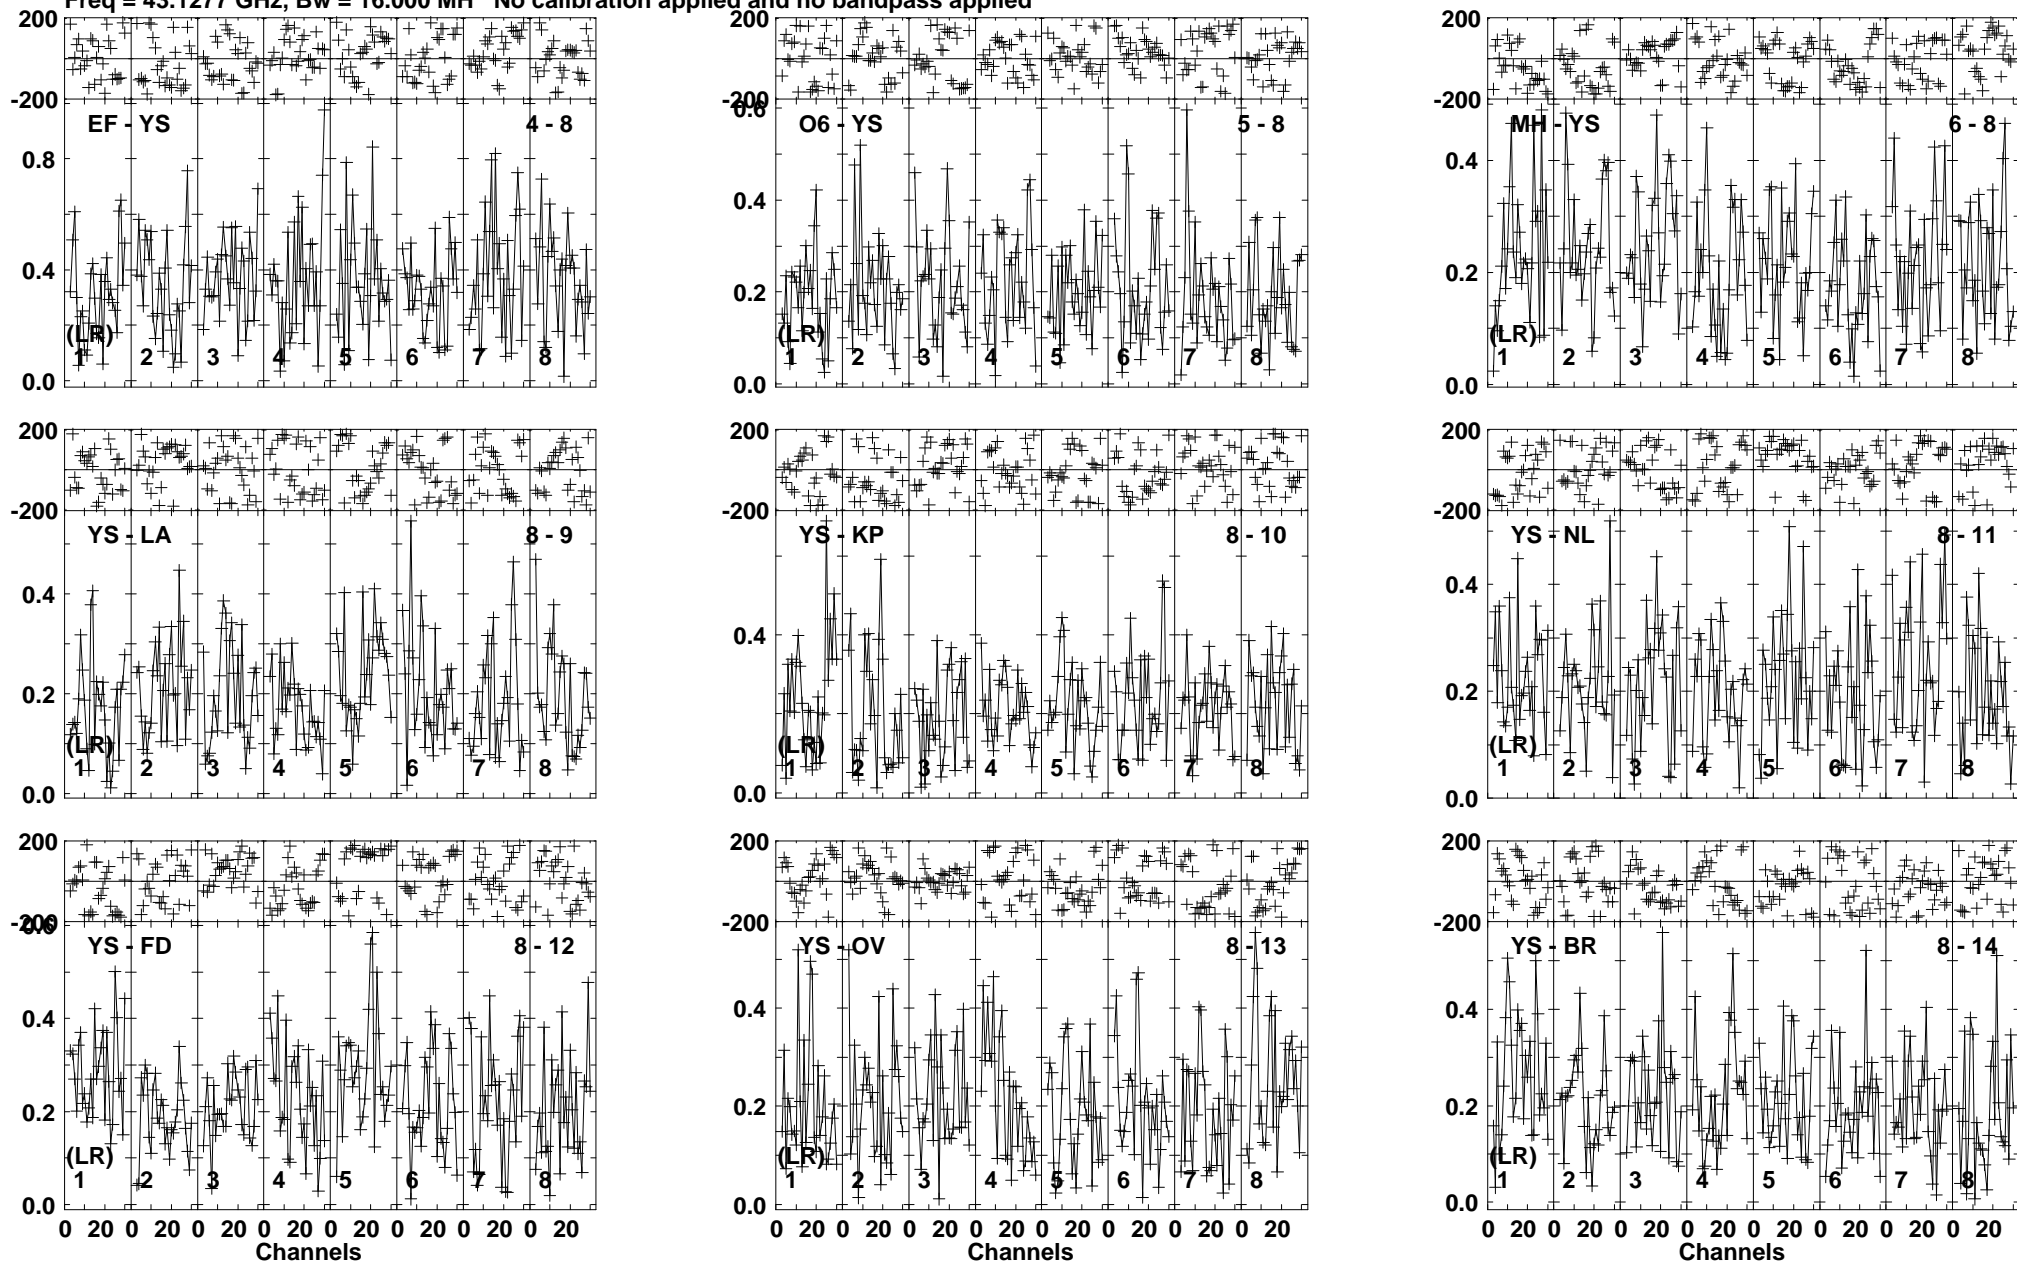 Freq = 43.1277 GHz, Bw = 16.000 MH No calibration applied and no bandpass applied
200 200 200
-200 -200 -200
EF - YS 4 - 8
0.8
0.4
0.0
(LR)
1 2 3 4 5 6 7 8
0.6
O6 - YS 5 - 8
0.4
0.2
0.0
(LR)
1 2 3 4 5 6 7 8
MH - YS 6 - 8
0.4
0.2
0.0
(LR)
1 2 3 4 5 6 7 8
200 200 200
-200 -200 -200
YS - LA 8 - 9
0.4
0.2
0.0
(LR)
1 2 3 4 5 6 7 8
YS - KP 8 - 10
0.4
0.0
(LR)
1 2 3 4 5 6 7 8
YS - NL 8 - 11
0.4
0.2
0.0
(LR)
1 2 3 4 5 6 7 8
200 200 200
-200 -200 -200
0.6
YS - FD 8 - 12
0.4
0.2
0.0
(LR)
1 2 3 4 5 6 7 8
0 20 0 20 0 20 0 20 0 20 0 20 0 20 0 20
Channels
YS - OV 8 - 13
0.4
0.2
0.0
(LR)
1 2 3 4 5 6 7 8
0 20 0 20 0 20 0 20 0 20 0 20 0 20 0 20
Channels
YS - BR 8 - 14
0.4
0.2
0.0
(LR)
1 2 3 4 5 6 7 8
0 20 0 20 0 20 0 20 0 20 0 20 0 20 0 20
Channels